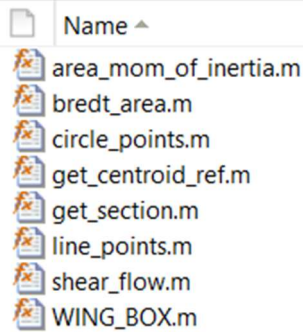 Name
area_mom_of_inertia.m
bredt_area.m
circle_points.m
get_centroid_ref.m
get_section.m
line_points.m
shear_flow.m
WING_BOX.m